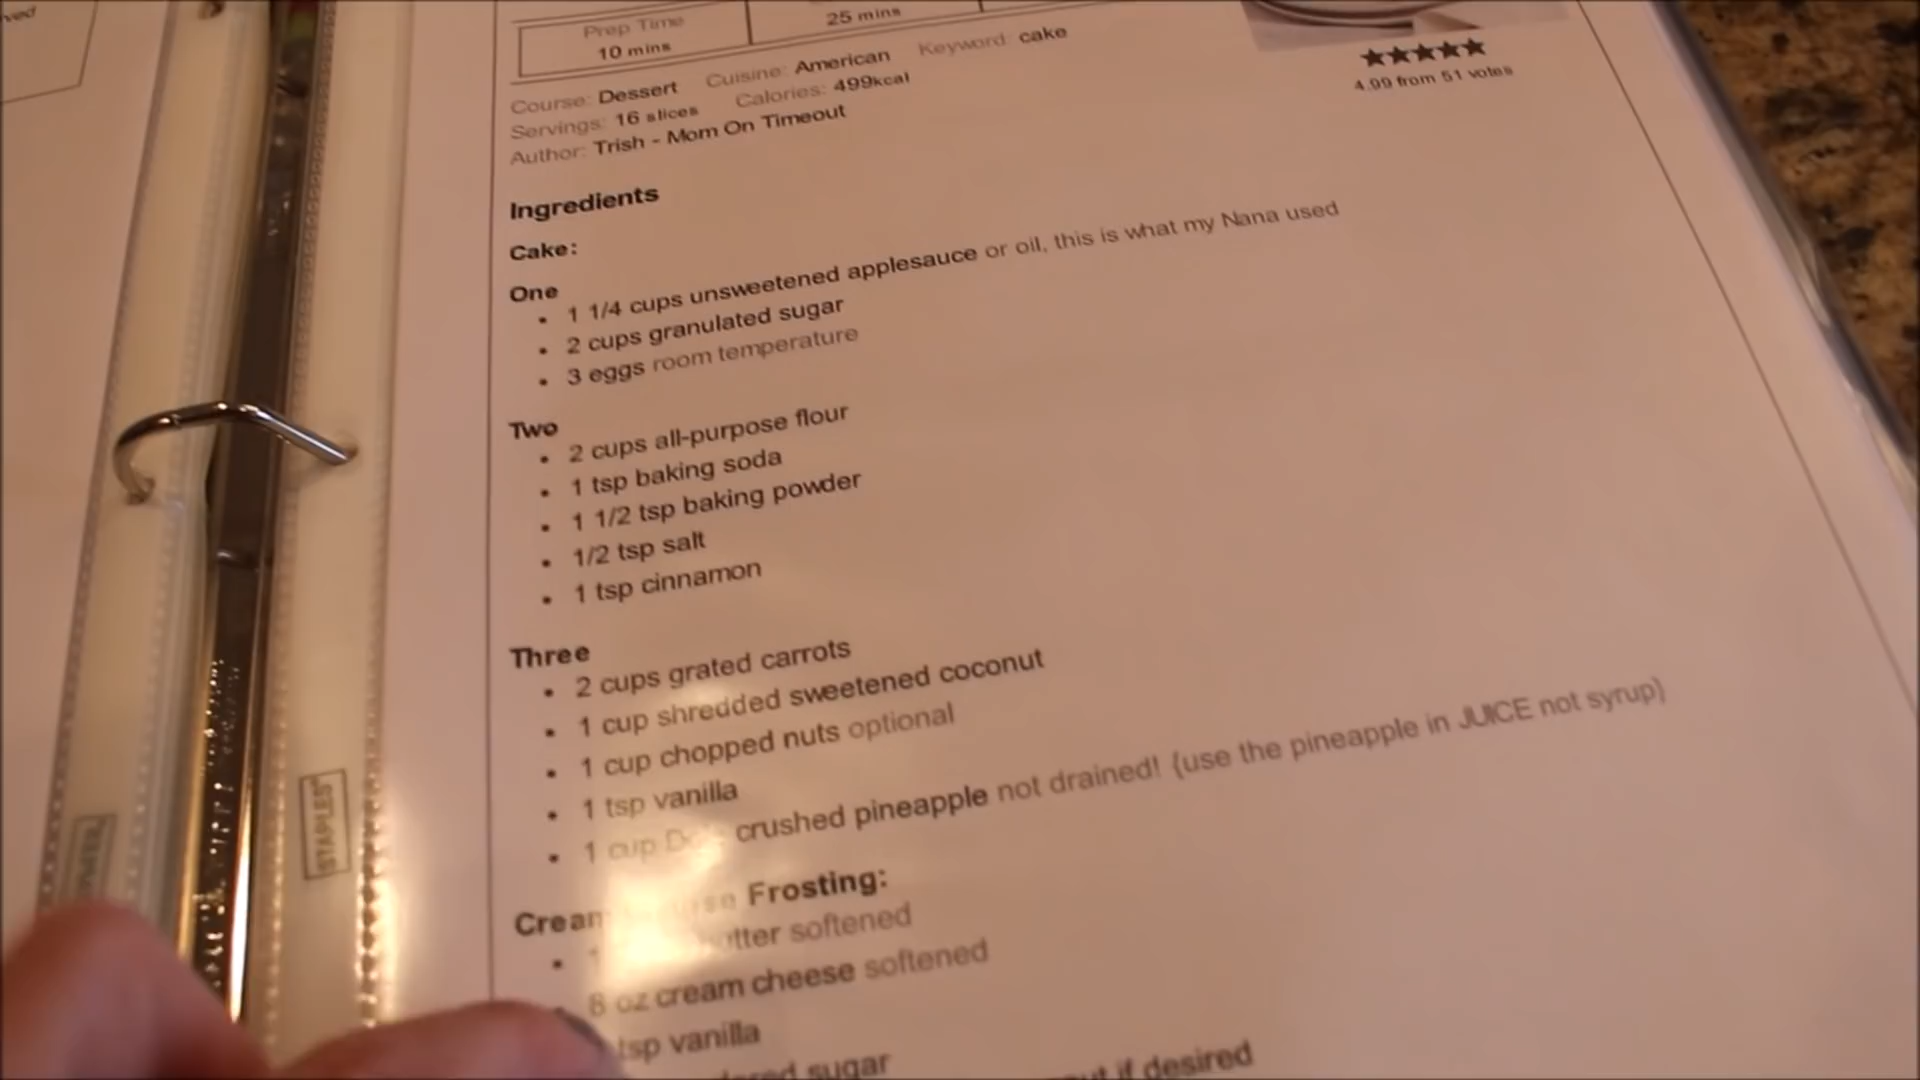 ved
Prep Time
10 mins
25 mins
Course: Dessert Cuisine: American Keyword: cake
Servings: 16 slices Calories: 499kcal
Author: Trish - Mom On Timeout
★★★★★
4.99 from 51 votes
Ingredients
Cake:
One
• 1 1/4 cups unsweetened applesauce or oil, this is what my Nana used
• 2 cups granulated sugar
• 3 eggs room temperature
Two
• 2 cups all-purpose flour
• 1 tsp baking soda
• 1 1/2 tsp baking powder
• 1/2 tsp salt
• 1 tsp cinnamon
Three
• 2 cups grated carrots
• 1 cup shredded sweetened coconut
• 1 cup chopped nuts optional
• 1 tsp vanilla
• 1 cup crushed pineapple not drained! (use the pineapple in JUICE not syrup)
Frosting:
softened
8 oz cream cheese softened
tsp vanilla
sugar
if desired
STAPLES